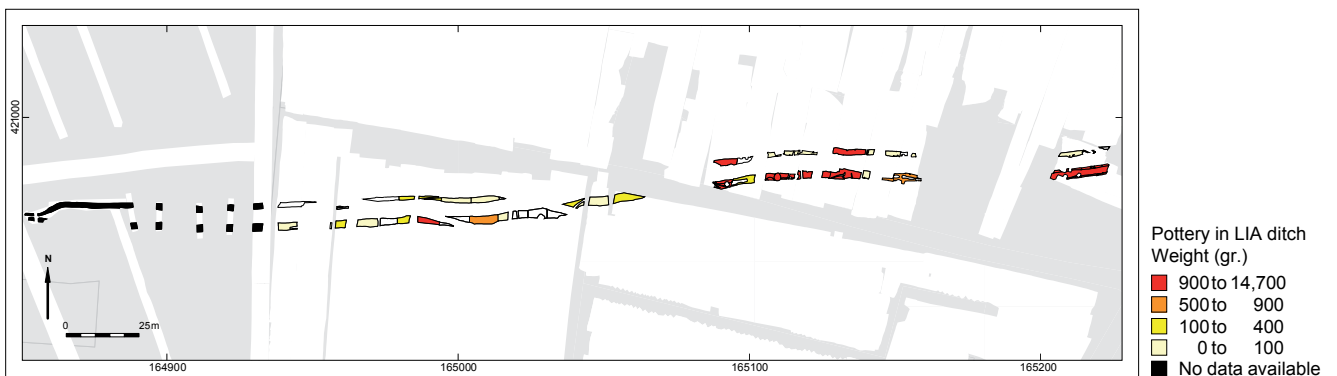 421000
N
0 25m
164900 165000 165100 165200
Pottery in LIA ditch
Weight (gr.)
900 to 14,700
500 to 900
100 to 400
0 to 100
No data available